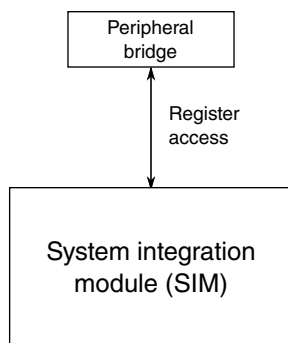 Peripheral
bridge
Register
access
System integration
module (SIM)